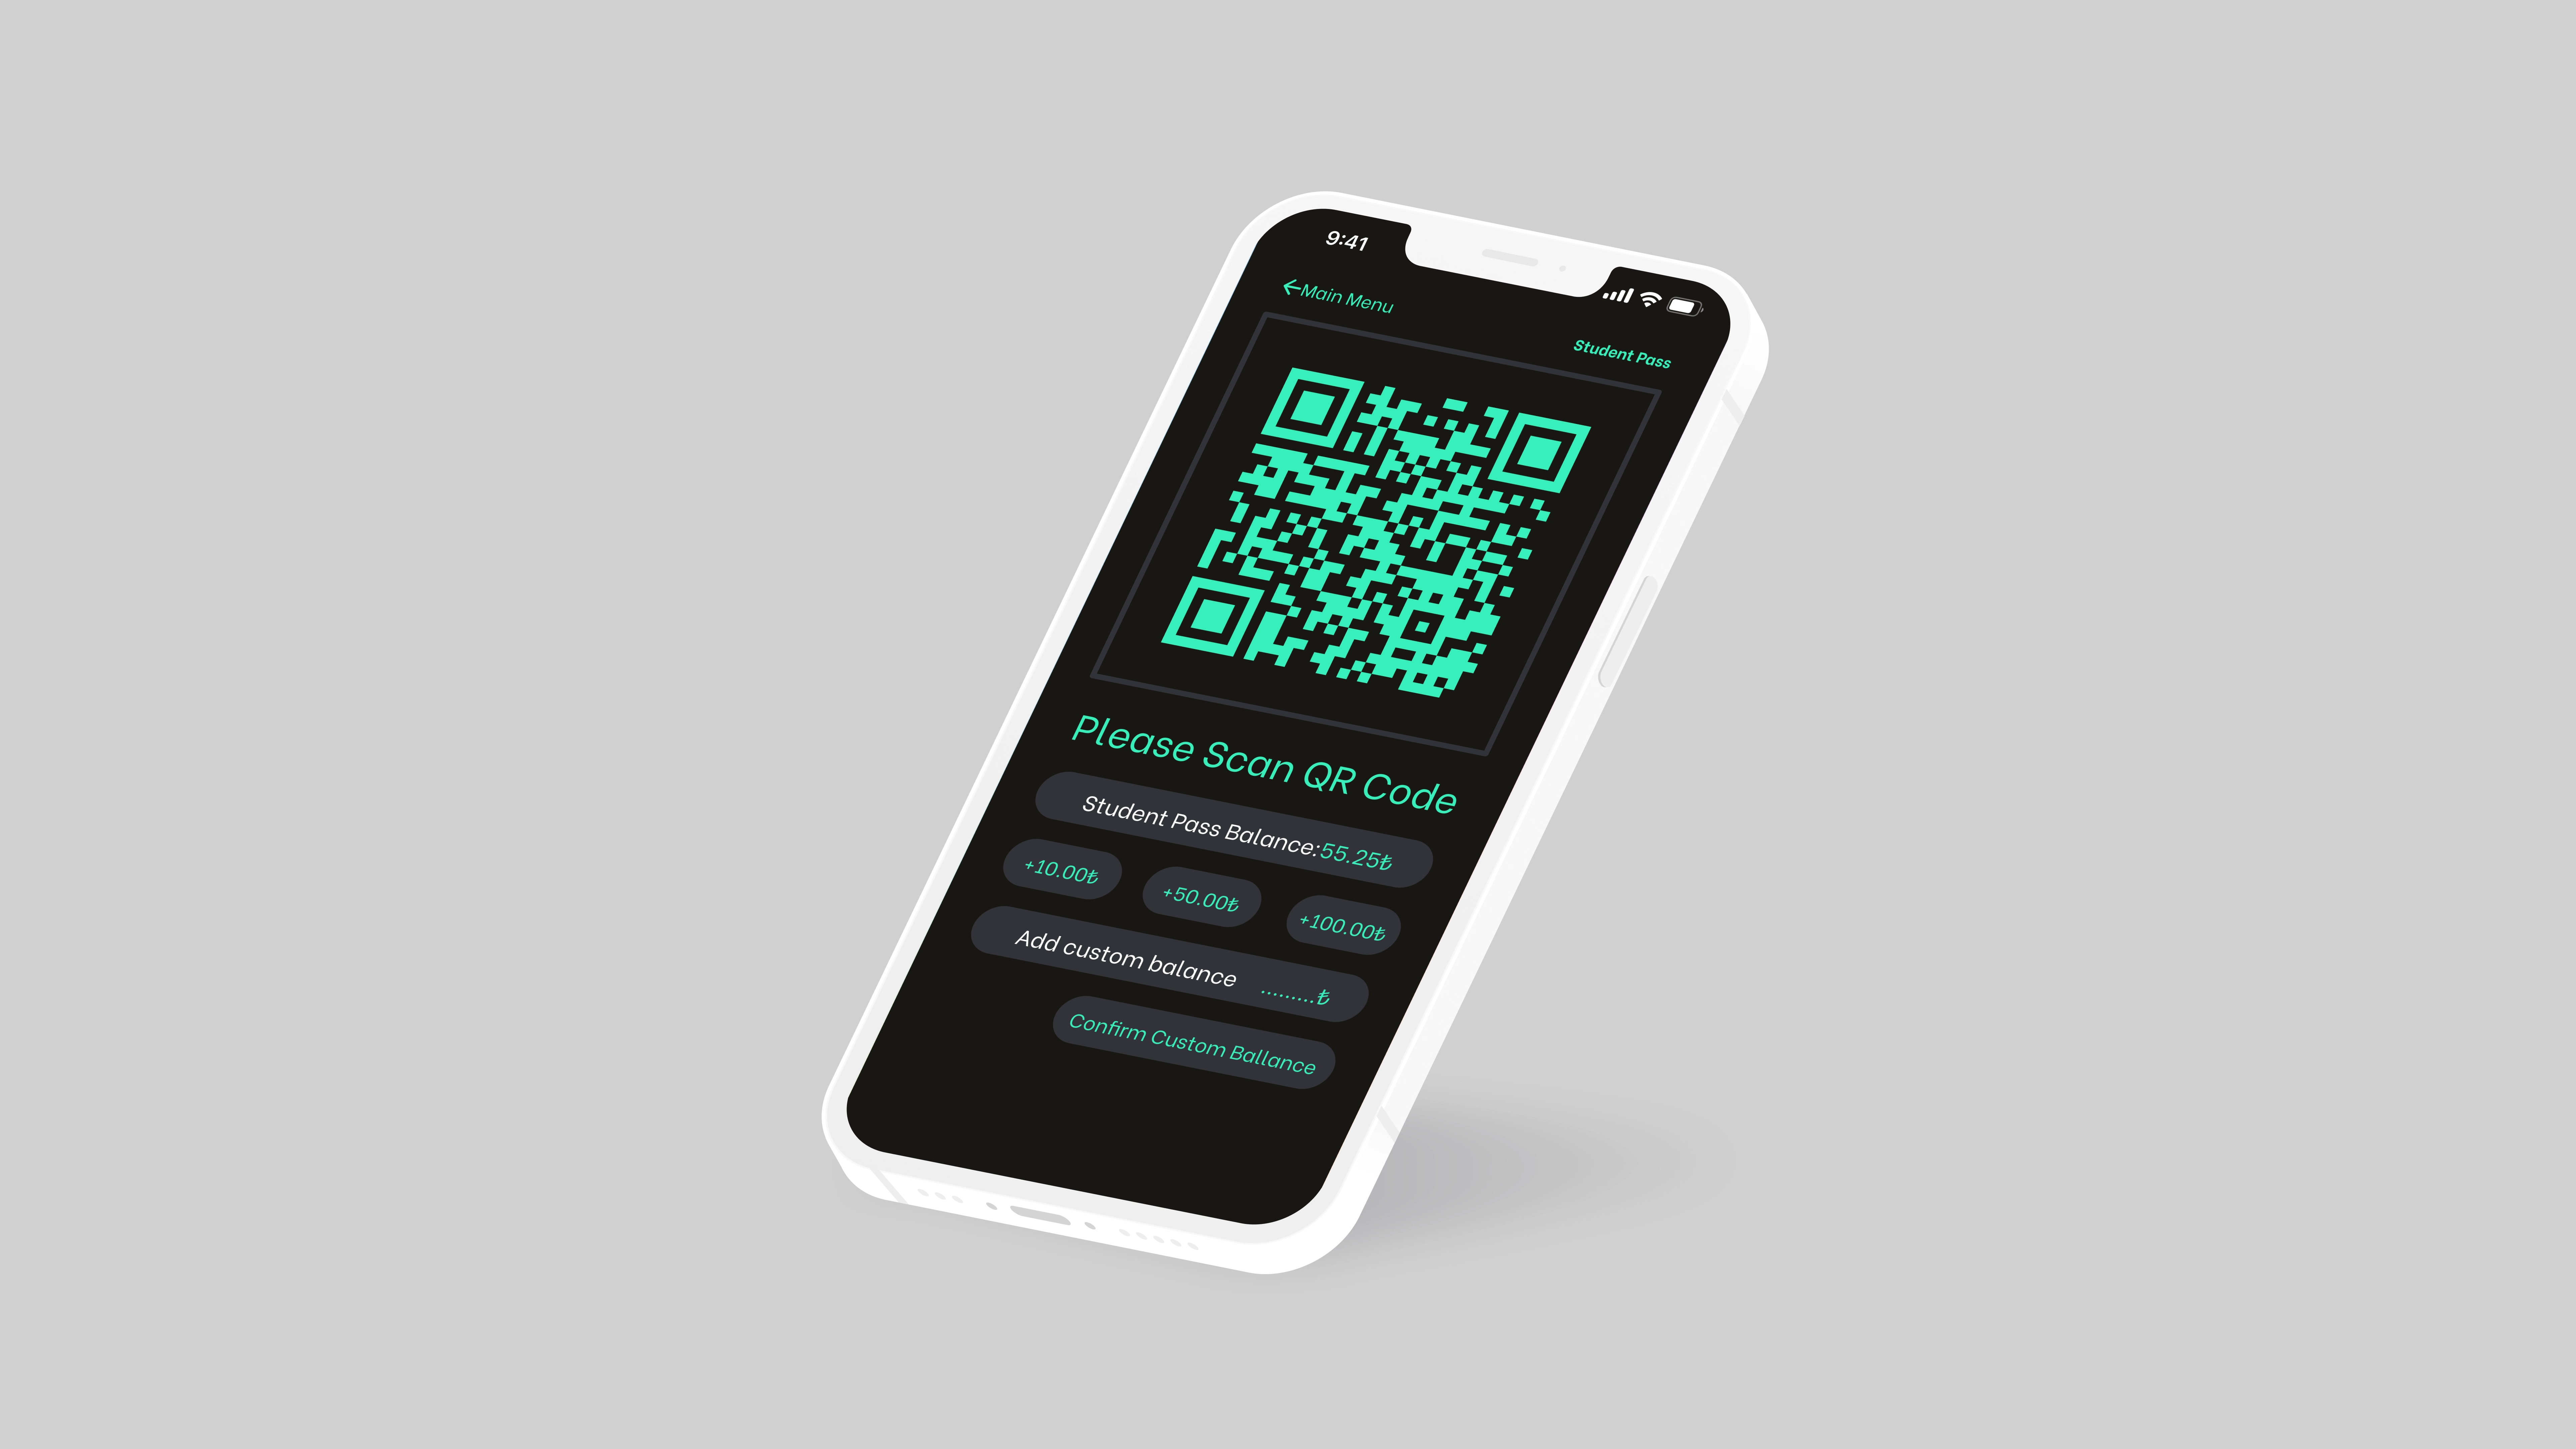 9:41
←Main Menu
Student Pass
Please Scan QR Code
Student Pass Balance:55.25₺
+10.00₺ +50.00₺ +100.00₺
Add custom balance .........₺
Confirm Custom Ballance